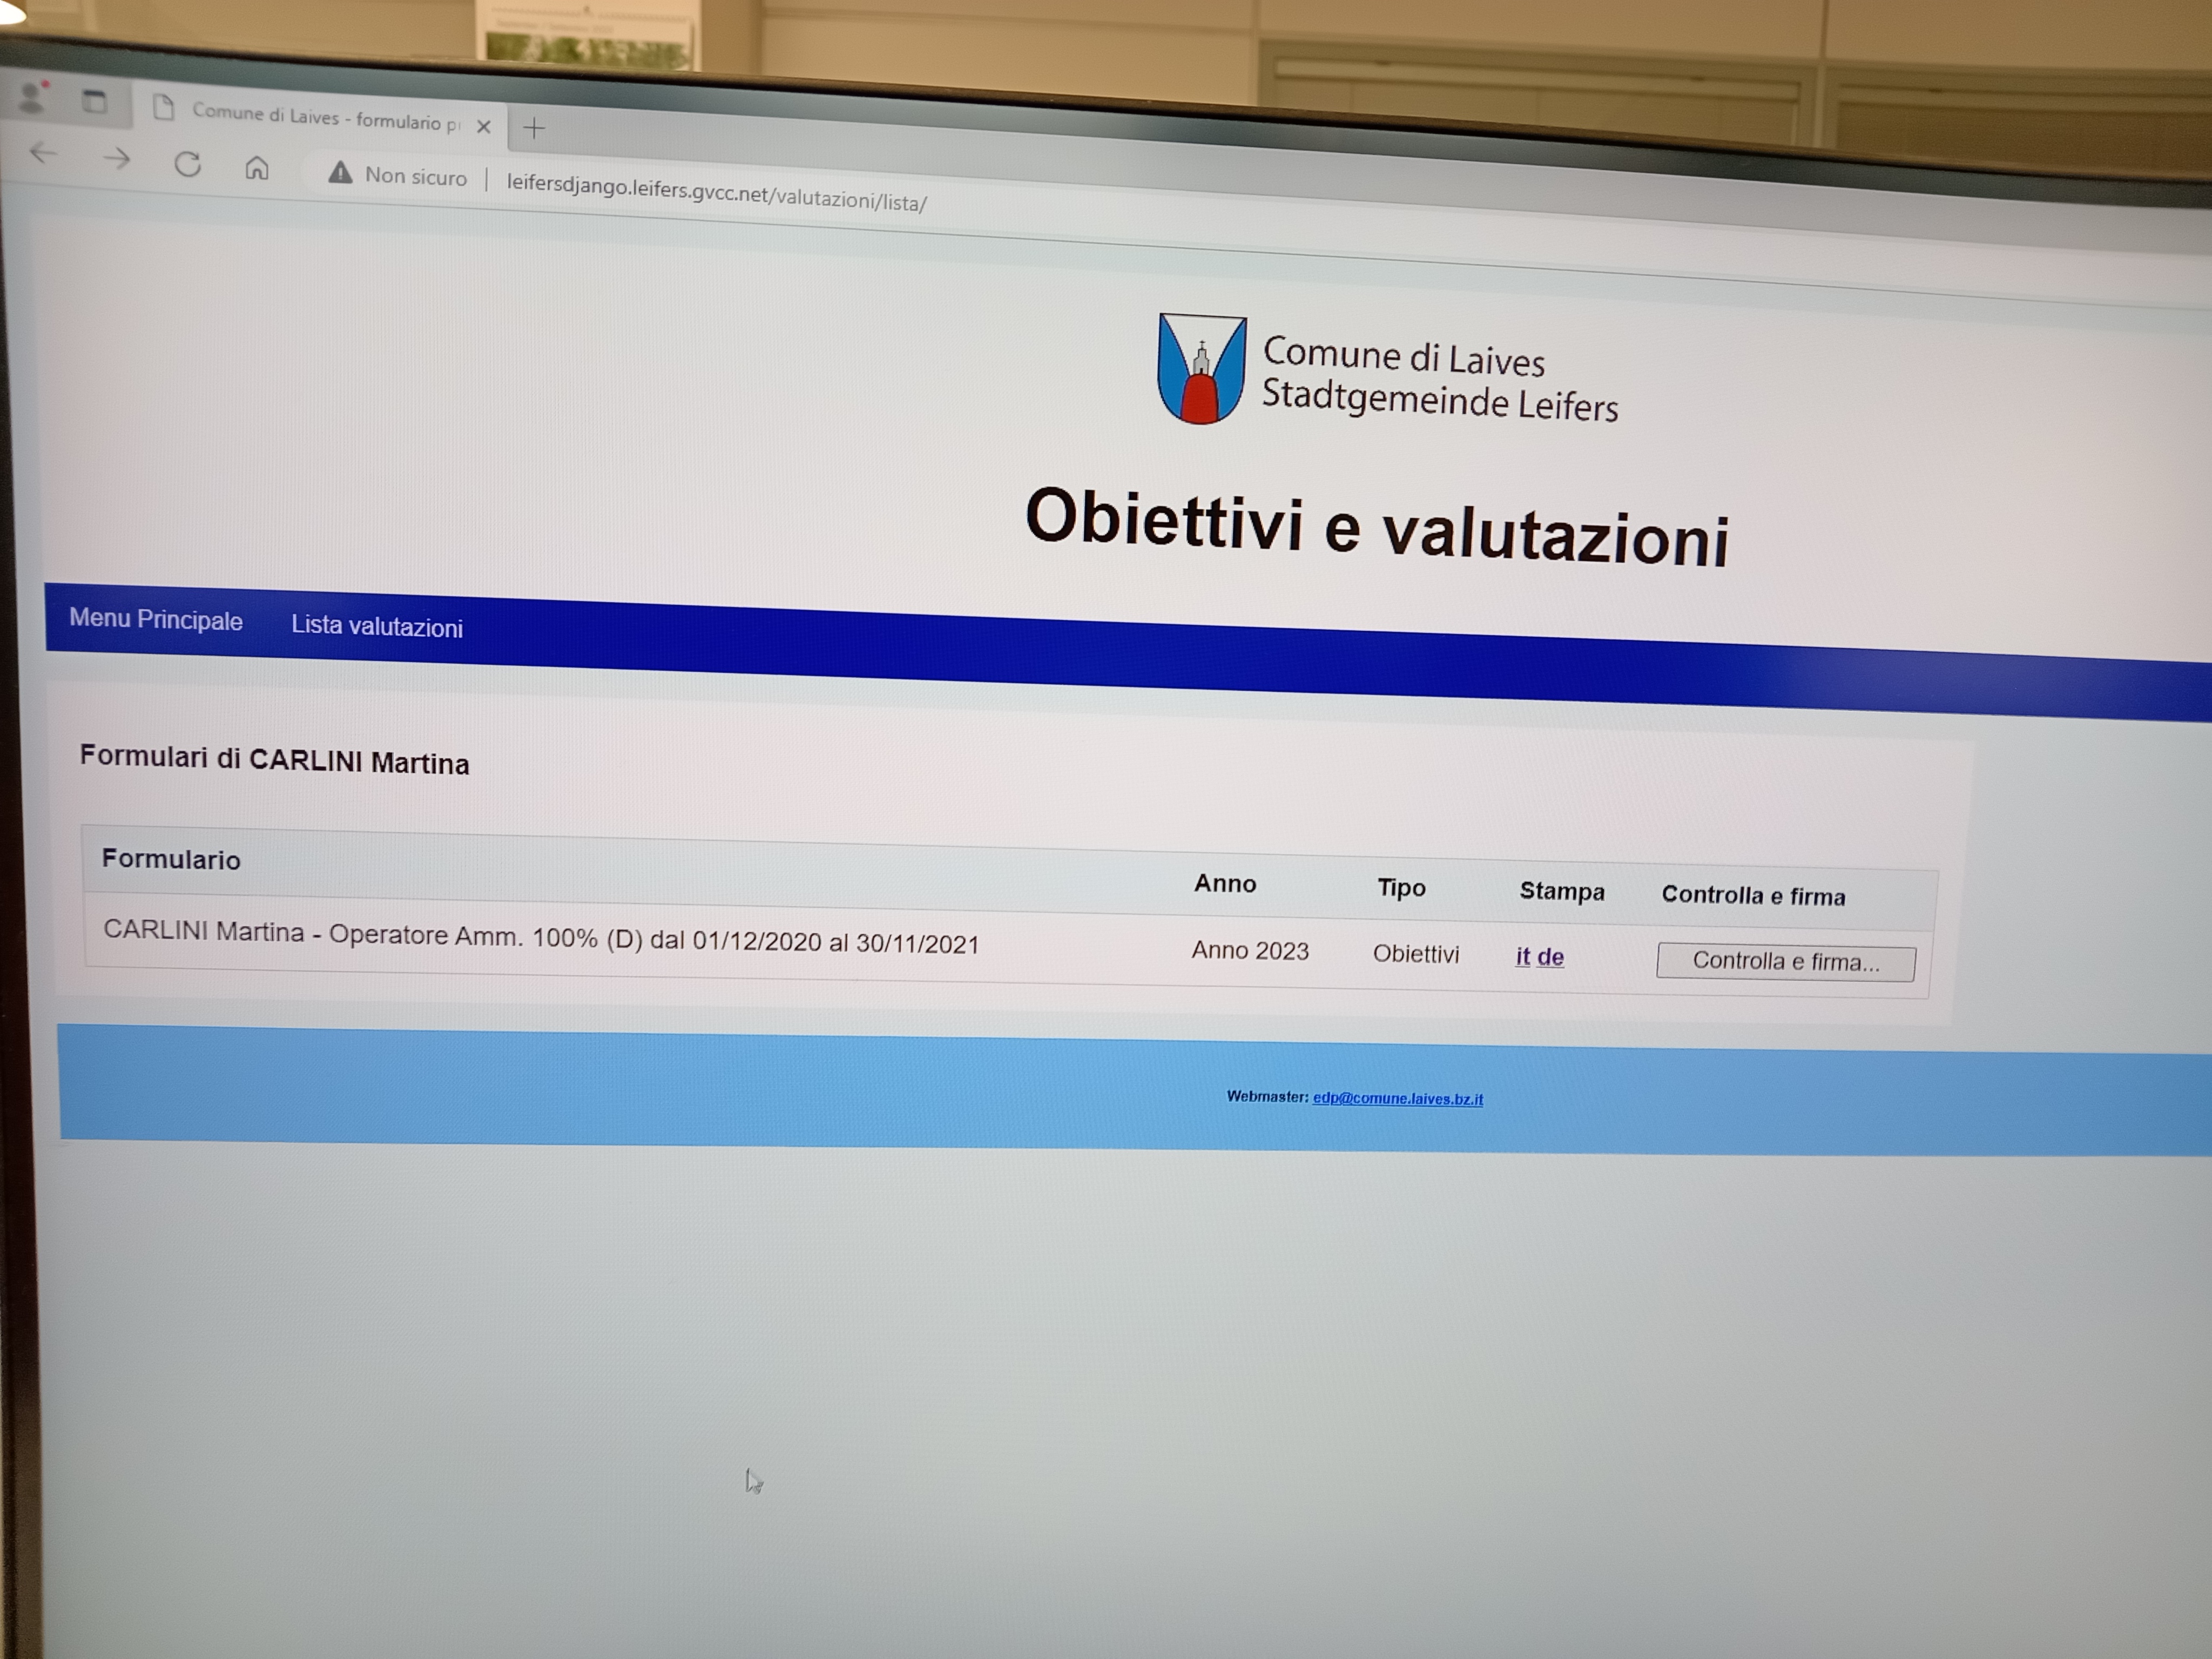 Comune di Laives - formulario p
Non sicuro | leifersdjango.leifers.gvcc.net/valutazioni/lista/
Comune di Laives
Stadtgemeinde Leifers
Obiettivi e valutazioni
Menu Principale Lista valutazioni
Formulari di CARLINI Martina
Formulario Anno Tipo Stampa Controlla e firma
CARLINI Martina - Operatore Amm. 100% (D) dal 01/12/2020 al 30/11/2021 Anno 2023 Obiettivi it de Controlla e firma...
Webmaster: edp@comune.laives.bz.it